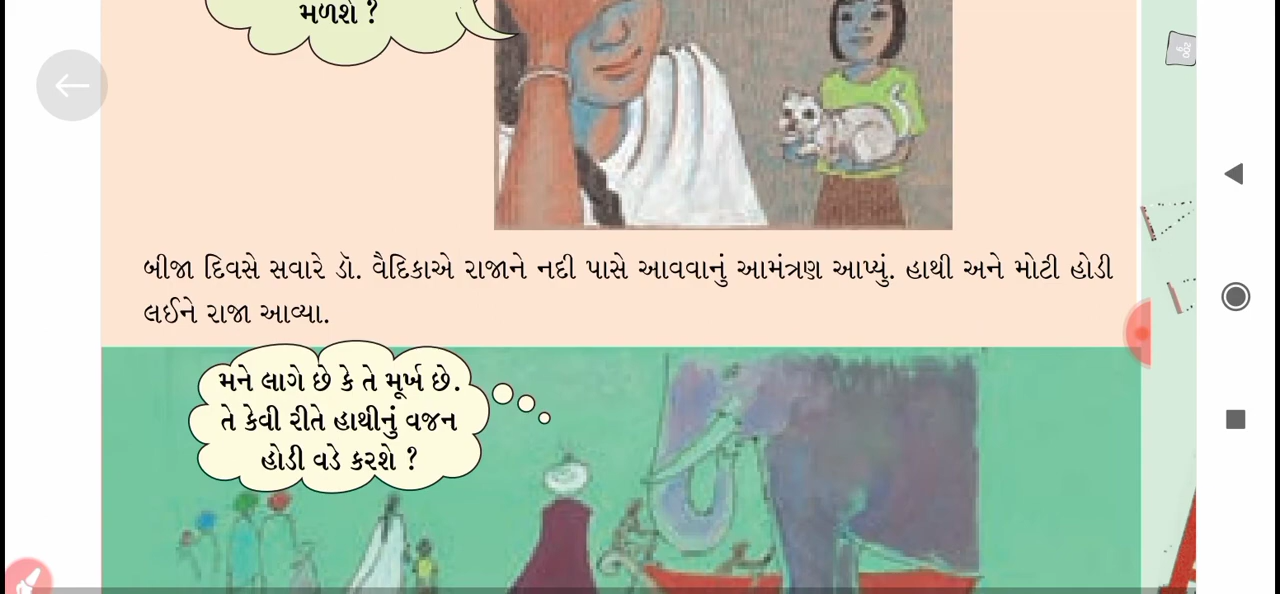 મળશે ?
બીજા દિવસે સવારે ડૉ. વૈદિકાએ રાજાને નદી પાસે આવવાનું આમંત્રણ આપ્યું. હાથી અને મોટી હોડી
લઈને રાજા આવ્યા.
મને લાગે છે કે તે મૂર્ખ છે.
તે કેવી રીતે હાથીનું વજન
હોડી વડે કરશે ?